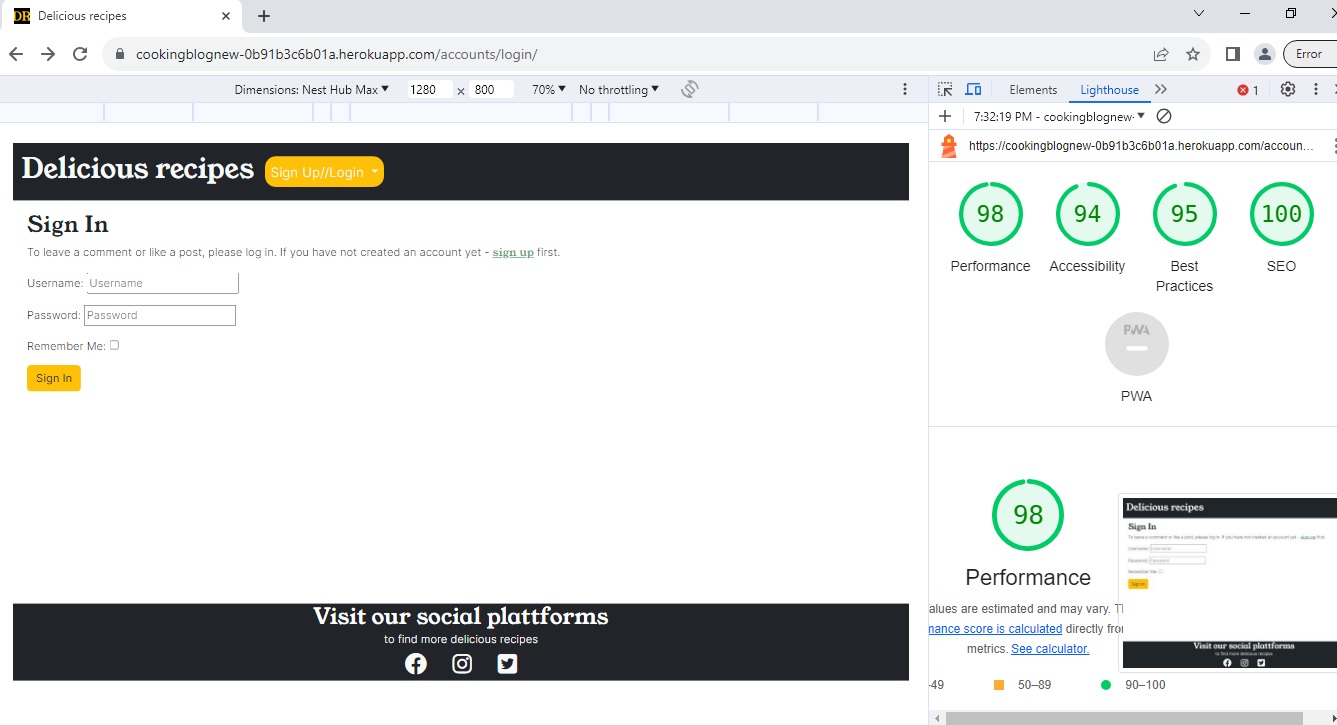 DR Delicious recipes
cookingblognew-0b91b3c6b01a.herokuapp.com/accounts/login/
Error
Dimensions: Nest Hub Max 1280 × 800 70% No throttling
Elements Lighthouse 1
7:32:19 PM - cookingblognew-
https://cookingblognew-0b91b3c6b01a.herokuapp.com/accoun...
Delicious recipes Sign Up//Login
Sign In
To leave a comment or like a post, please log in. If you have not created an account yet - sign up first.
Username: Username
Password: Password
Remember Me:
Sign In
Visit our social plattforms
to find more delicious recipes
98 94 95 100
Performance Accessibility Best Practices SEO
PWA
PWA
98
Performance
alues are estimated and may vary. T
mance score is calculated directly fro
metrics. See calculator.
-49 50–89 90–100
Delicious recipes
Sign In
To leave a comment or like a post, please log in. If you have not created an account yet - sign up first.
Username: Username
Password: Password
Remember Me:
Sign In
Visit our social plattforms
to find more delicious recipes